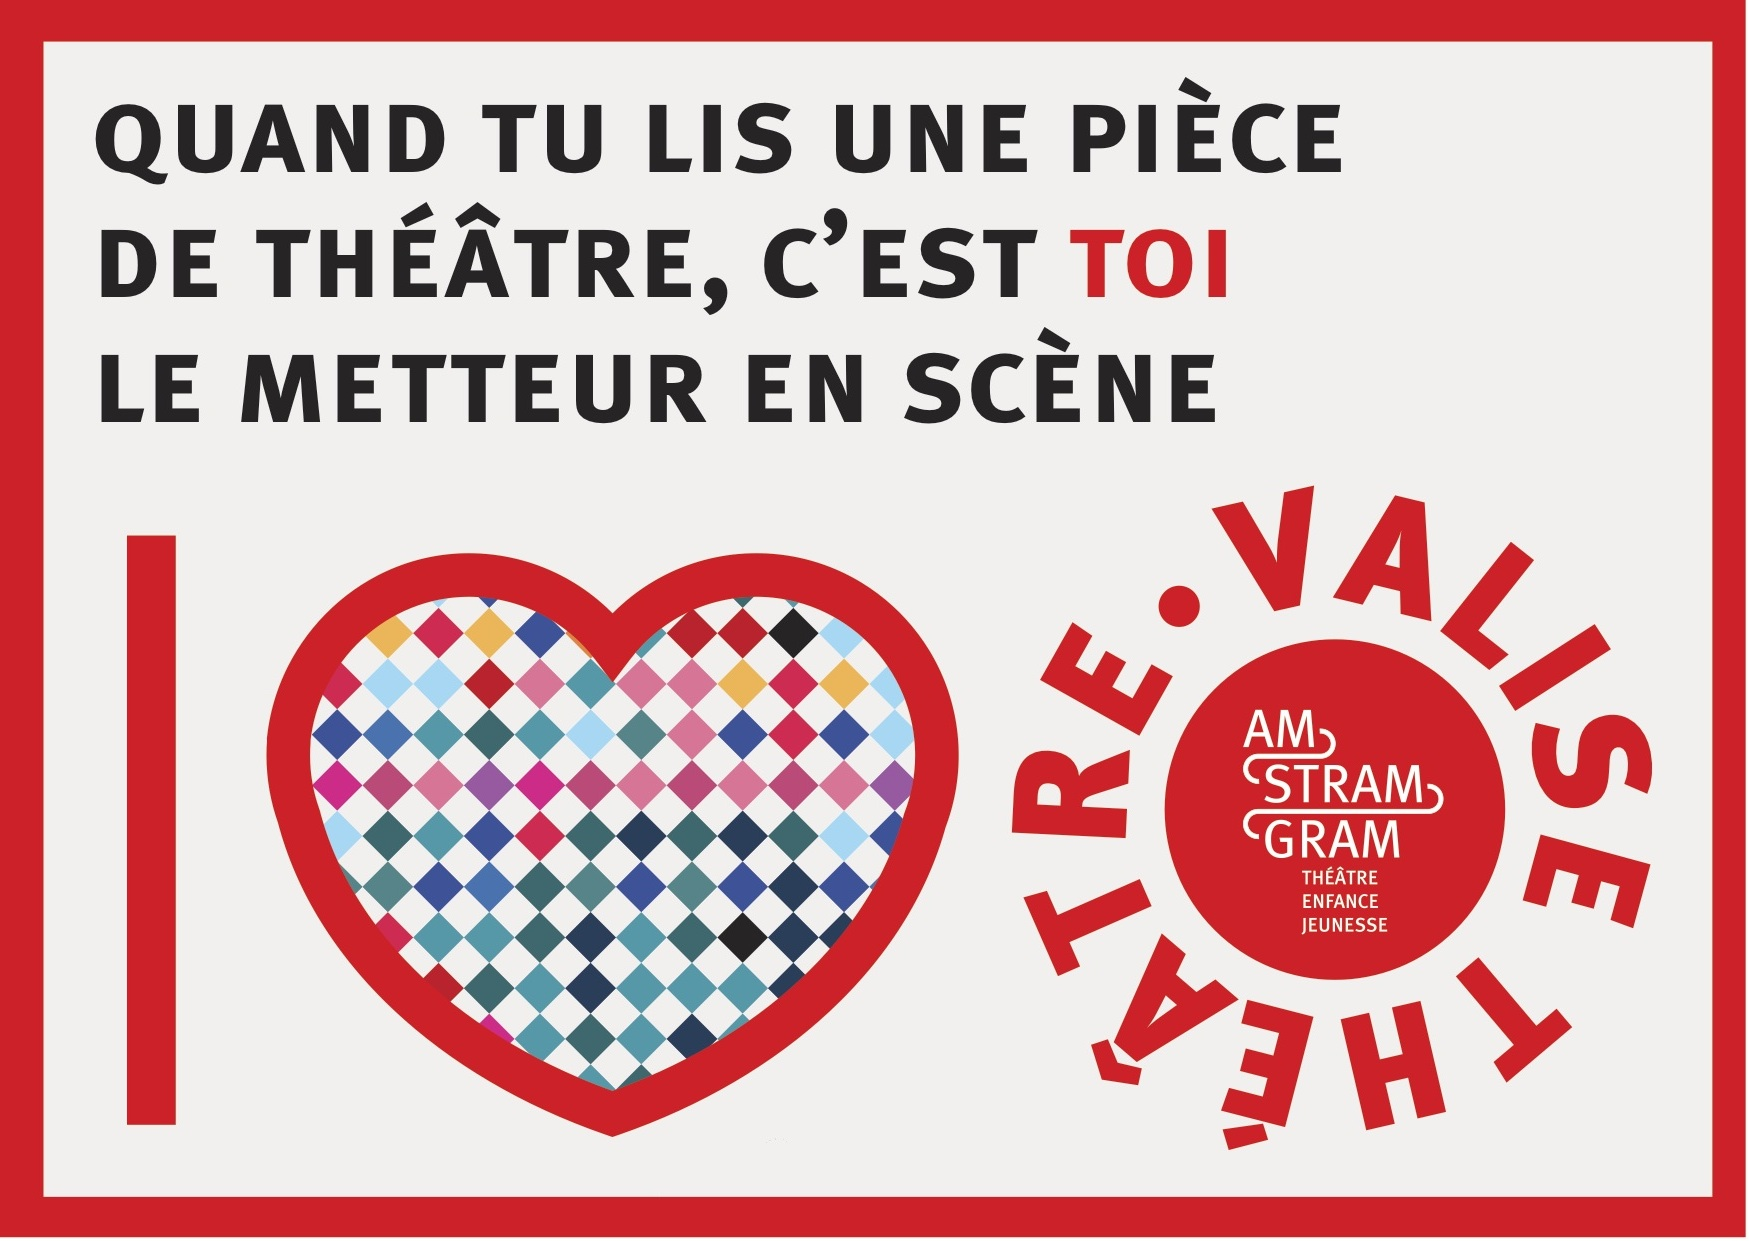 QUAND TU LIS UNE PIÈCE
DE THÉÂTRE, C’EST TOI
LE METTEUR EN SCÈNE
I
VALISE THÉÂTRE •
AM
STRAM
GRAM
THÉÂTRE
ENFANCE
JEUNESSE